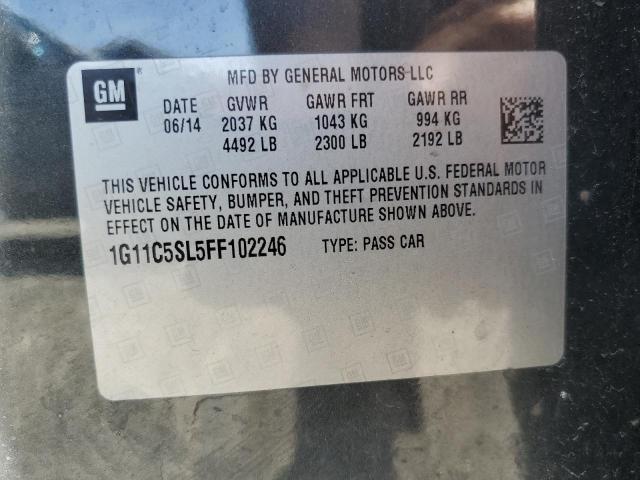 GM
MFD BY GENERAL MOTORS LLC
DATE GVWR GAWR FRT GAWR RR
06/14 2037 KG 1043 KG 994 KG
4492 LB 2300 LB 2192 LB
THIS VEHICLE CONFORMS TO ALL APPLICABLE U.S. FEDERAL MOTOR
VEHICLE SAFETY, BUMPER, AND THEFT PREVENTION STANDARDS IN
EFFECT ON THE DATE OF MANUFACTURE SHOWN ABOVE.
1G11C5SL5FF102246 TYPE: PASS CAR